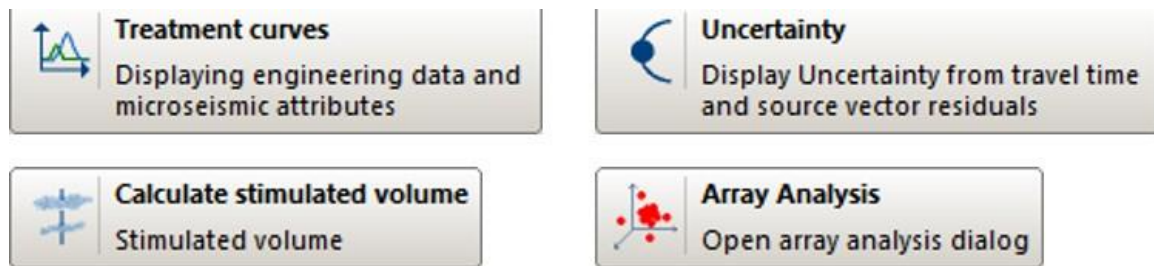 Treatment curves
Displaying engineering data and
microseismic attributes
Uncertainty
Display Uncertainty from travel time
and source vector residuals
Calculate stimulated volume
Stimulated volume
Array Analysis
Open array analysis dialog